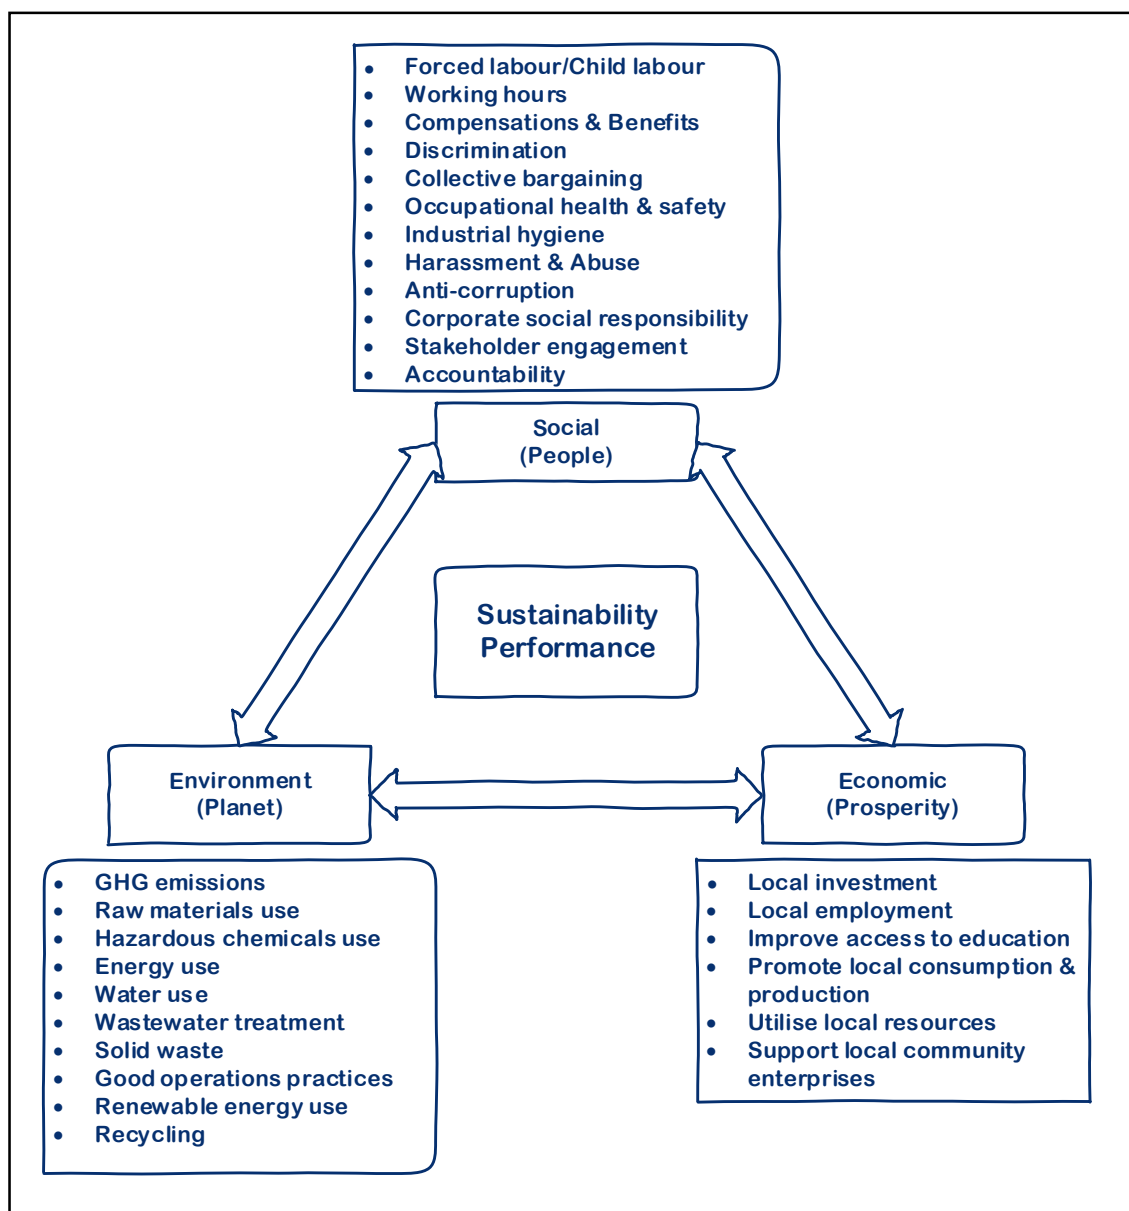 • Forced labour/Child labour
• Working hours
• Compensations & Benefits
• Discrimination
• Collective bargaining
• Occupational health & safety
• Industrial hygiene
• Harassment & Abuse
• Anti-corruption
• Corporate social responsibility
• Stakeholder engagement
• Accountability
Social
(People)
Sustainability
Performance
Environment
(Planet)
Economic
(Prosperity)
• GHG emissions
• Raw materials use
• Hazardous chemicals use
• Energy use
• Water use
• Wastewater treatment
• Solid waste
• Good operations practices
• Renewable energy use
• Recycling
• Local investment
• Local employment
• Improve access to education
• Promote local consumption &
production
• Utilise local resources
• Support local community
enterprises